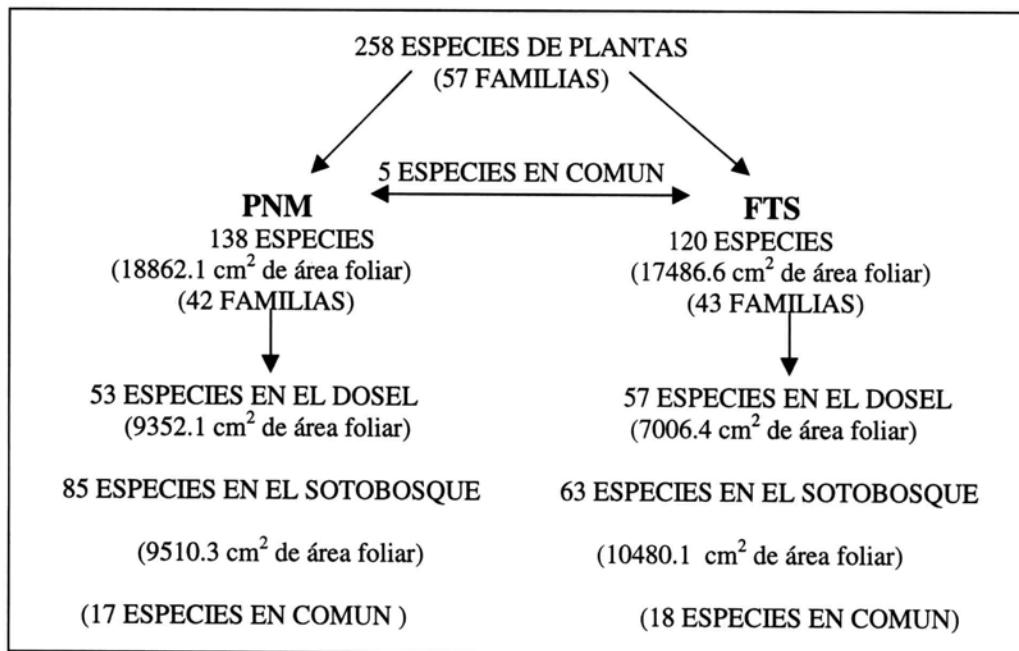 258 ESPECIES DE PLANTAS
(57 FAMILIAS)
5 ESPECIES EN COMUN
PNM
138 ESPECIES
(18862.1 cm² de área foliar)
(42 FAMILIAS)
53 ESPECIES EN EL DOSEL
(9352.1 cm² de área foliar)
85 ESPECIES EN EL SOTOBOSQUE
(9510.3 cm² de área foliar)
(17 ESPECIES EN COMUN )
FTS
120 ESPECIES
(17486.6 cm² de área foliar)
(43 FAMILIAS)
57 ESPECIES EN EL DOSEL
(7006.4 cm² de área foliar)
63 ESPECIES EN EL SOTOBOSQUE
(10480.1 cm² de área foliar)
(18 ESPECIES EN COMUN)